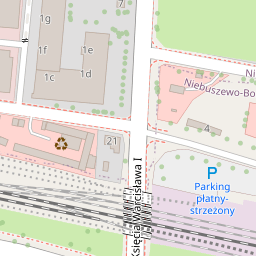 1g
7
1f
1e
1c
1d
Niebuszewo-Bo
4
21
P
Parking
płatny-
strzeżony
Księcia Warcisława I